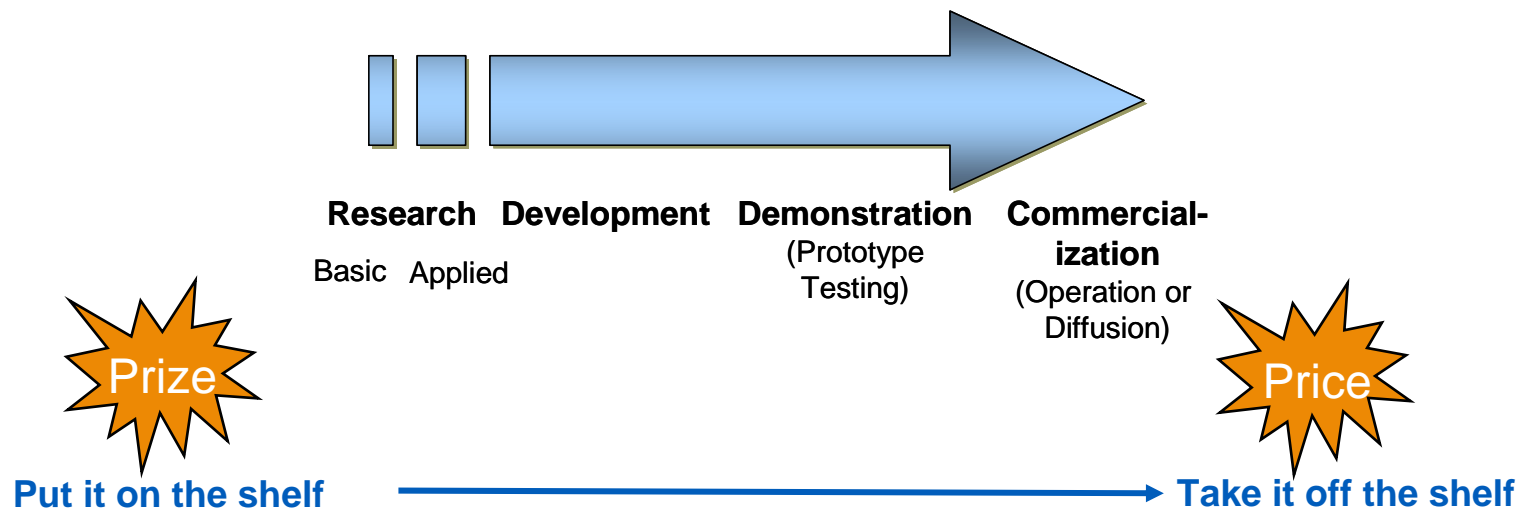 Research Development Demonstration Commercial-
ization
(Prototype
Testing)
(Operation or
Diffusion)
Basic Applied
Prize
Price
Put it on the shelf
Take it off the shelf